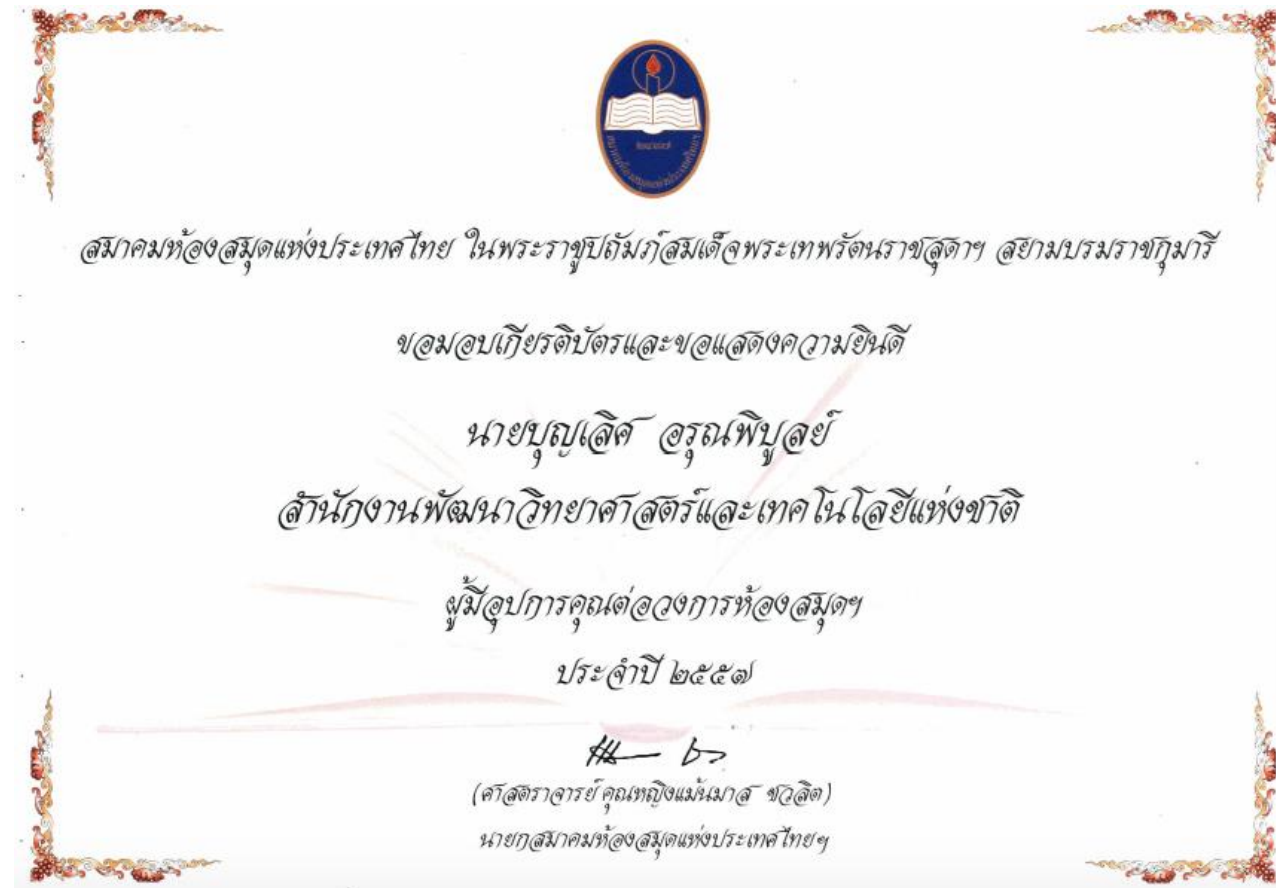 สมาคมห้องสมุดแห่งประเทศไทย ในพระราชูปถัมภ์สมเด็จพระเทพรัตนราชสุดาฯ สยามบรมราชกุมารี
ขอมอบเกียรติบัตรและขอแสดงความยินดี
นายบุญเลิศ อรุณพิบูลย์
สำนักงานพัฒนาวิทยาศาสตร์และเทคโนโลยีแห่งชาติ
ผู้มีอุปการคุณต่อวงการห้องสมุดฯ
ประจำปี ๒๕๕๗
(ศาสตราจารย์ คุณหญิงแม้นมาส ชวลิต)
นายกสมาคมห้องสมุดแห่งประเทศไทยฯ